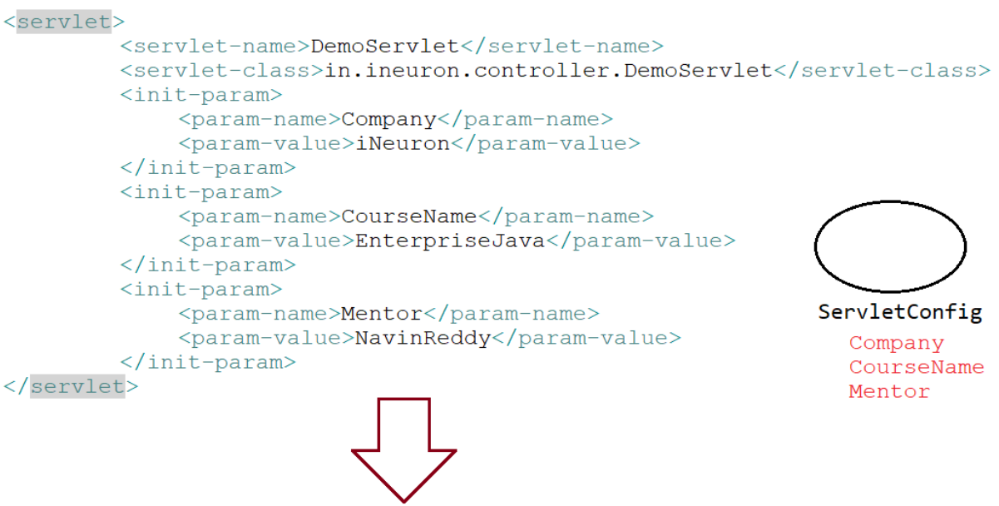 <servlet>
<servlet-name>DemoServlet</servlet-name>
<servlet-class>in.ineuron.controller.DemoServlet</servlet-class>
<init-param>
<param-name>Company</param-name>
<param-value>iNeuron</param-value>
</init-param>
<init-param>
<param-name>CourseName</param-name>
<param-value>EnterpriseJava</param-value>
</init-param>
<init-param>
<param-name>Mentor</param-name>
<param-value>NavinReddy</param-value>
</init-param>
</servlet>
ServletConfig
Company
CourseName
Mentor